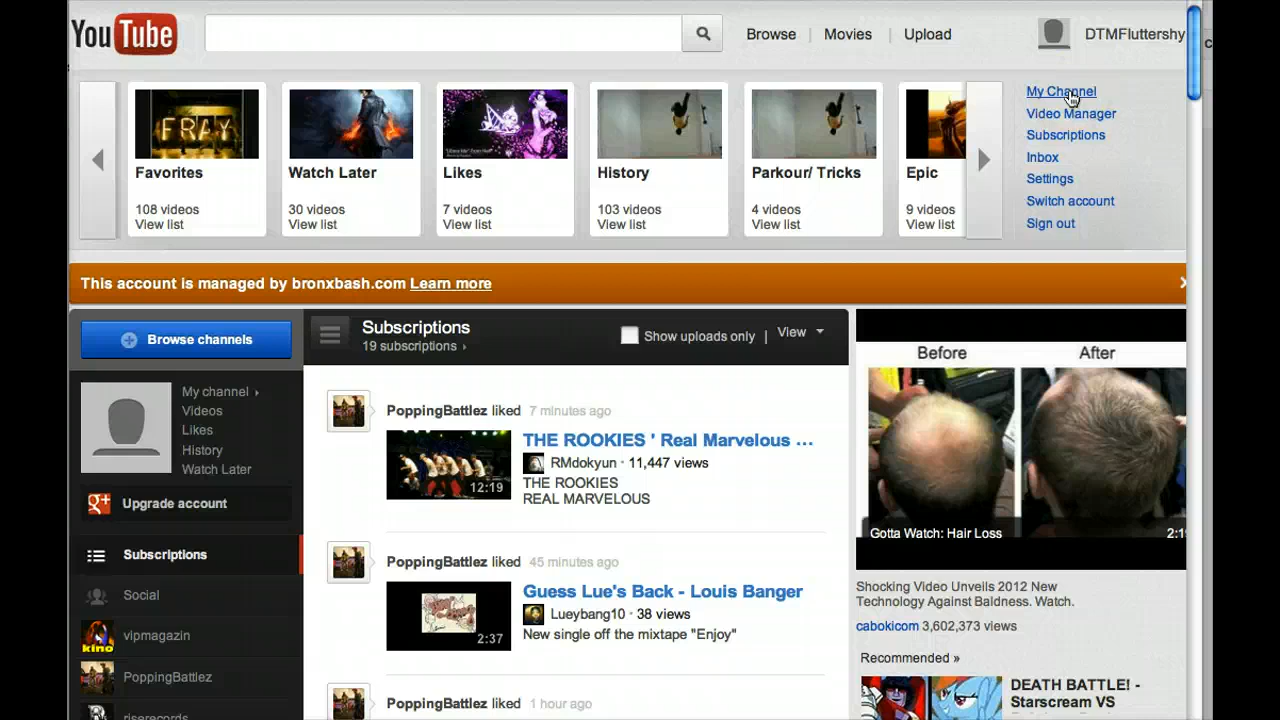 YouTube
Browse | Movies | Upload
DTMFluttershy
FRAY
Favorites
108 videos
View list
Watch Later
30 videos
View list
Likes
7 videos
View list
History
103 videos
View list
Parkour/ Tricks
4 videos
View list
Epic
9 videos
View list
My Channel
Video Manager
Subscriptions
Inbox
Settings
Switch account
Sign out
This account is managed by bronxbash.com Learn more
Browse channels
My channel ›
Videos
Likes
History
Watch Later
Upgrade account
Subscriptions
Social
vipmagazin
kino
PoppingBattlez
riserecords
Subscriptions
19 subscriptions ›
Show uploads only | View
PoppingBattlez liked 7 minutes ago
THE ROOKIES ' Real Marvelous ...
RMdokyun · 11,447 views
THE ROOKIES
REAL MARVELOUS
12:19
PoppingBattlez liked 45 minutes ago
Guess Lue's Back - Louis Banger
Lueybang10 · 38 views
New single off the mixtape "Enjoy"
2:37
PoppingBattlez liked 1 hour ago
Before After
Gotta Watch: Hair Loss
Shocking Video Unveils 2012 New
Technology Against Baldness. Watch.
cabokicom 3,602,373 views
Recommended »
DEATH BATTLE! -
Starscream VS